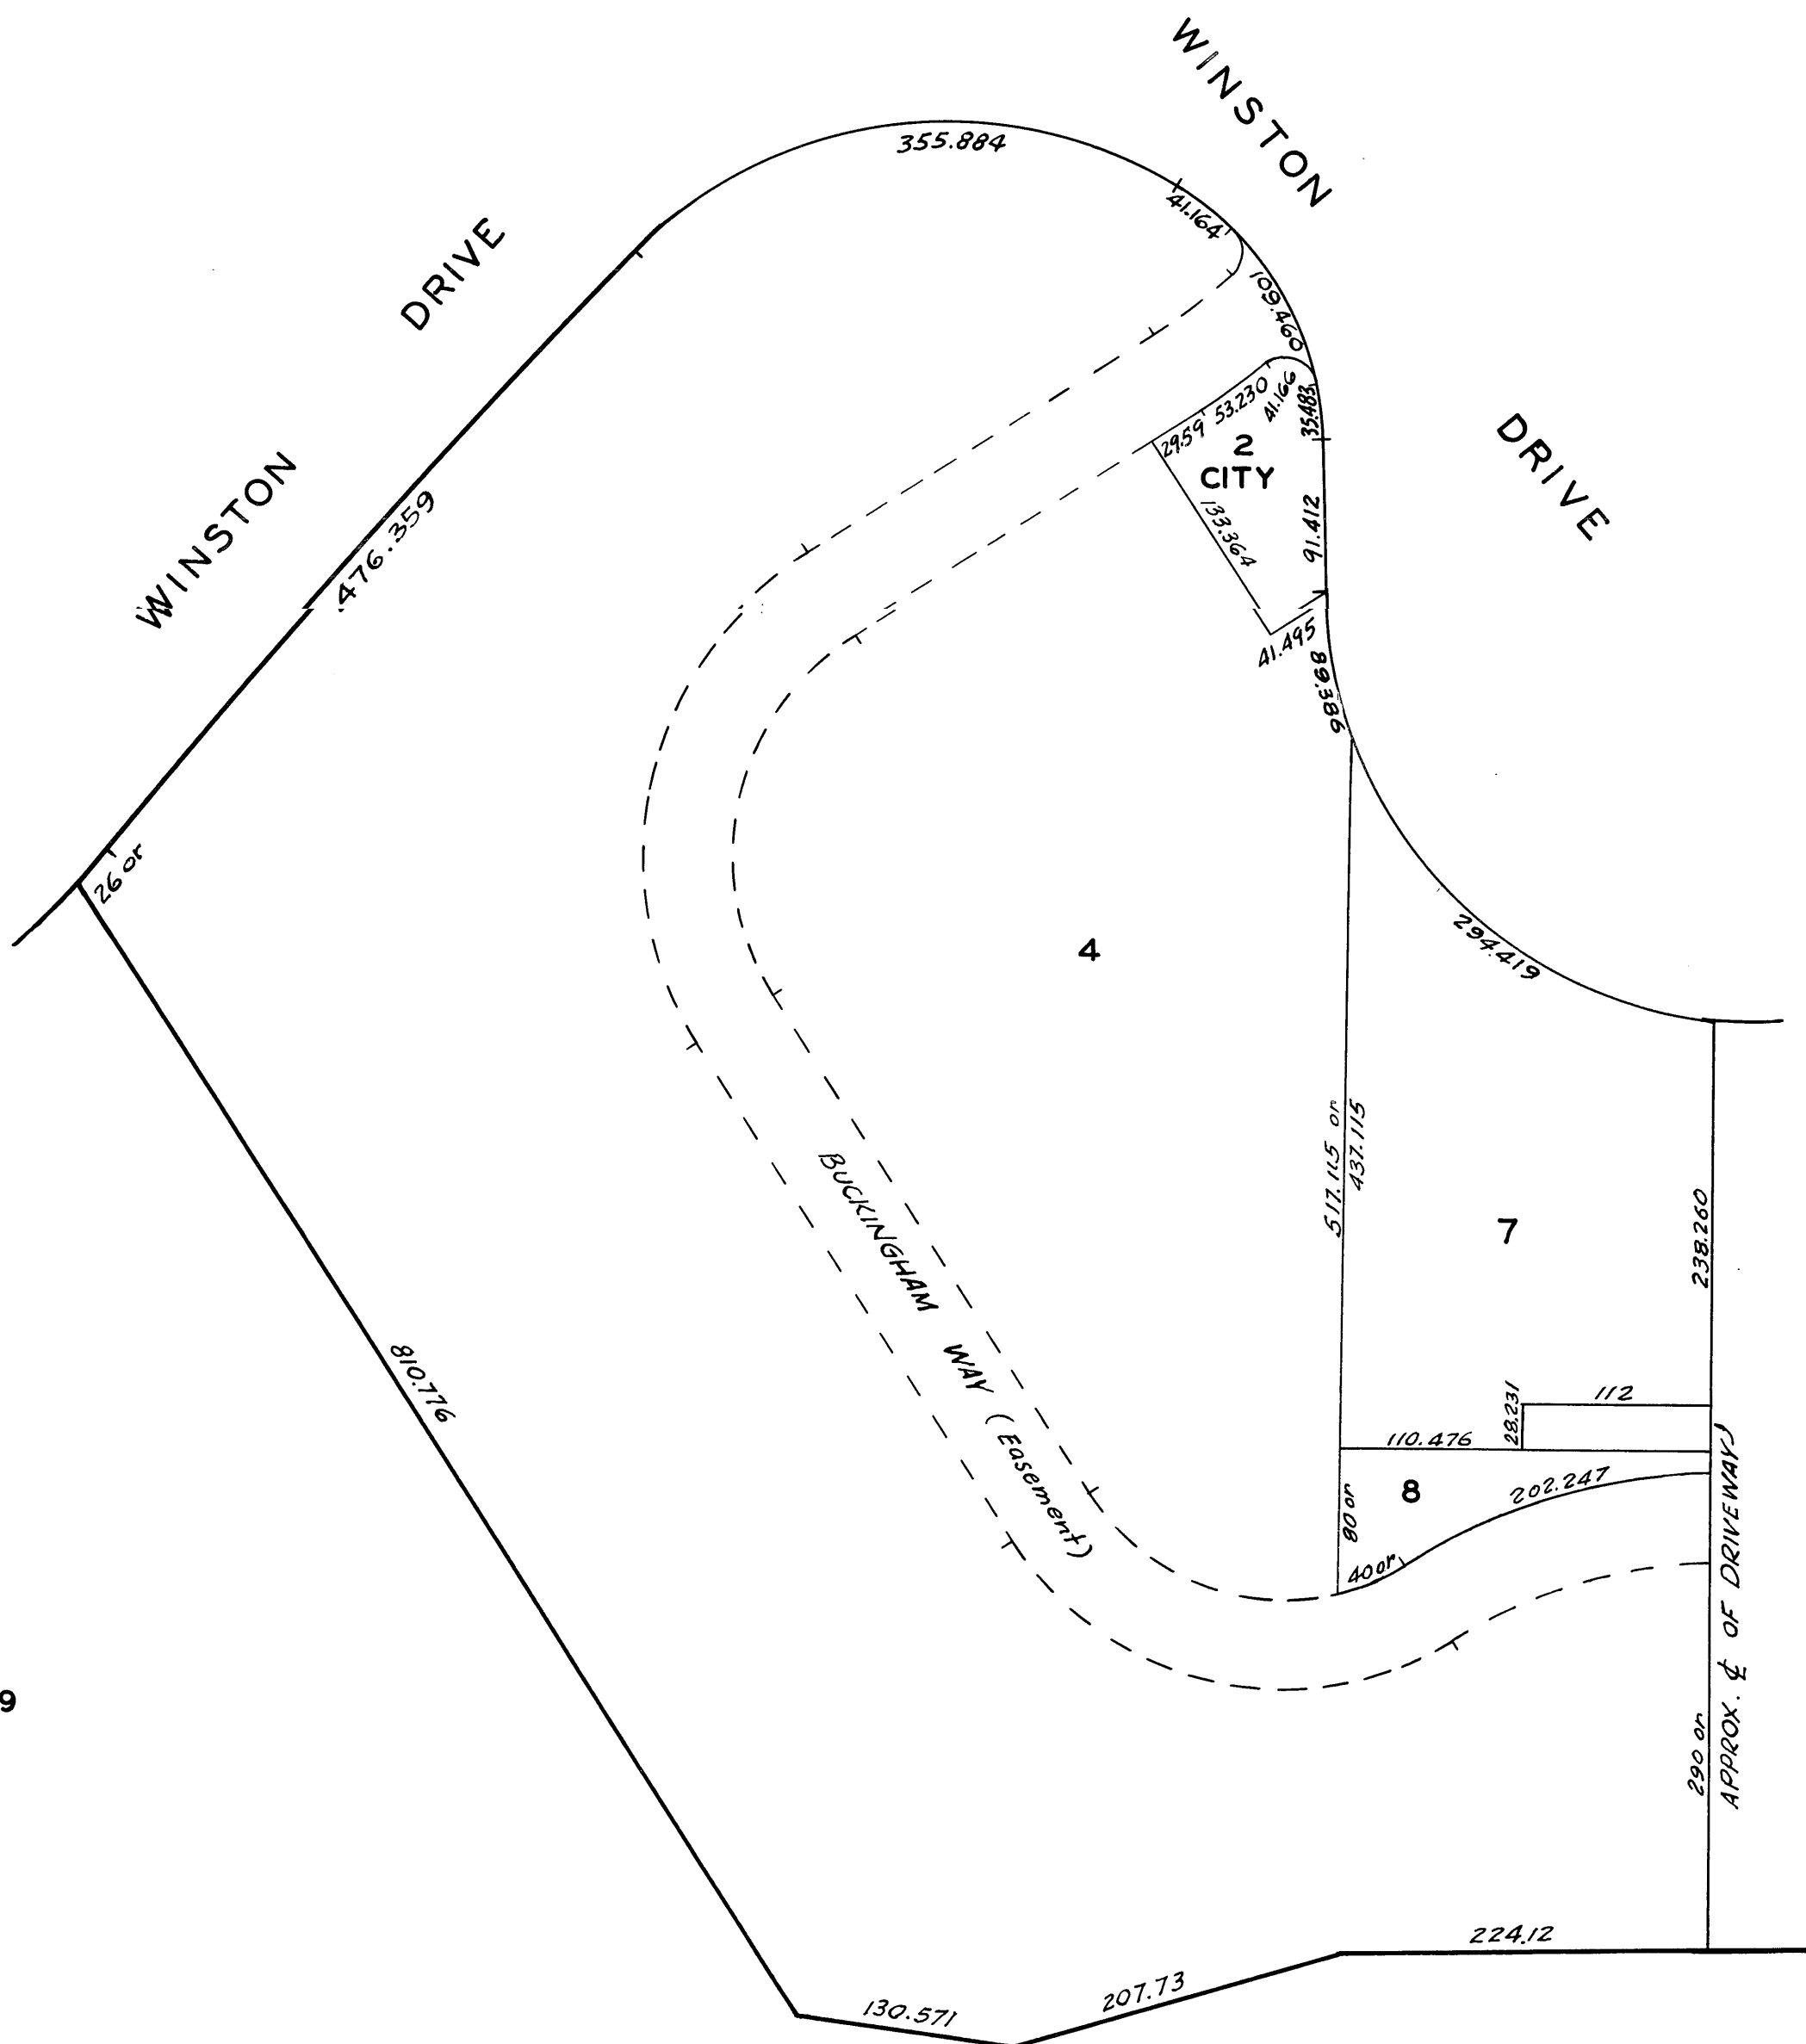 WINSTON
DRIVE
WINSTON
DRIVE
355.884
41.164
109.460
476.359
26 or
29.59
53.230
41.166
35.483
2
CITY
133.364
91.412
41.495
89.386
4
294.419
517.115 or
437.115
7
238.260
BUCKINGHAM WAY (Easement)
810.776
112
28.231
110.476
8
202.247
80 or
40 or
APPROX. ℄ OF DRIVEWAY)
290 or
9
224.12
207.73
130.571